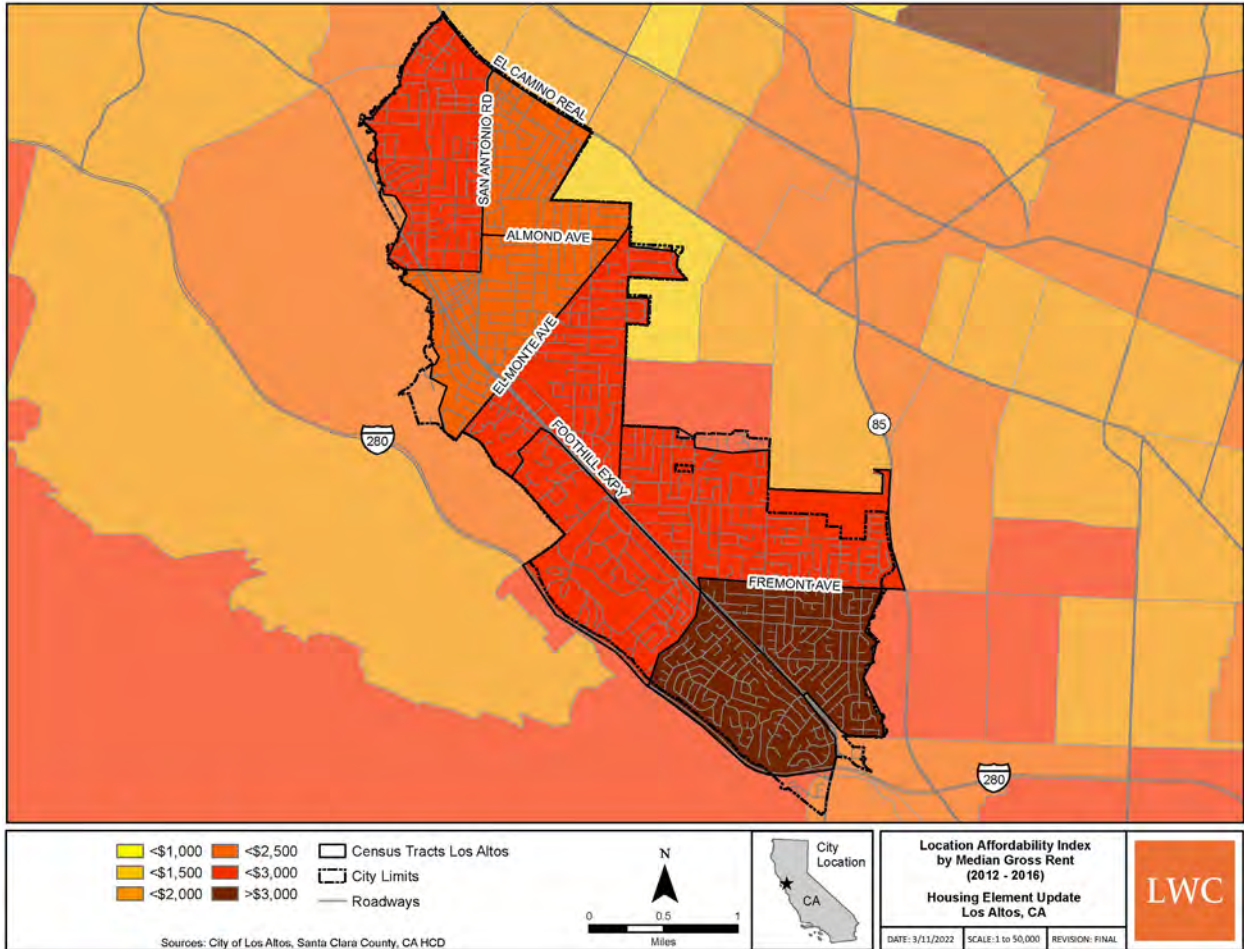 EL CAMINO REAL
SAN ANTONIO RD
ALMOND AVE
EL MONTE AVE
FOOTHILL EXPY
280
85
FREMONT AVE
280
<$1,000
<$1,500
<$2,000
<$2,500
<$3,000
>$3,000
Census Tracts Los Altos
City Limits
Roadways
N
0 0.5 1
Miles
Sources: City of Los Altos, Santa Clara County, CA HCD
City
Location
CA
Location Affordability Index
by Median Gross Rent
(2012 - 2016)
Housing Element Update
Los Altos, CA
DATE: 3/11/2022
SCALE:1 to 50,000
REVISION: FINAL
LWC